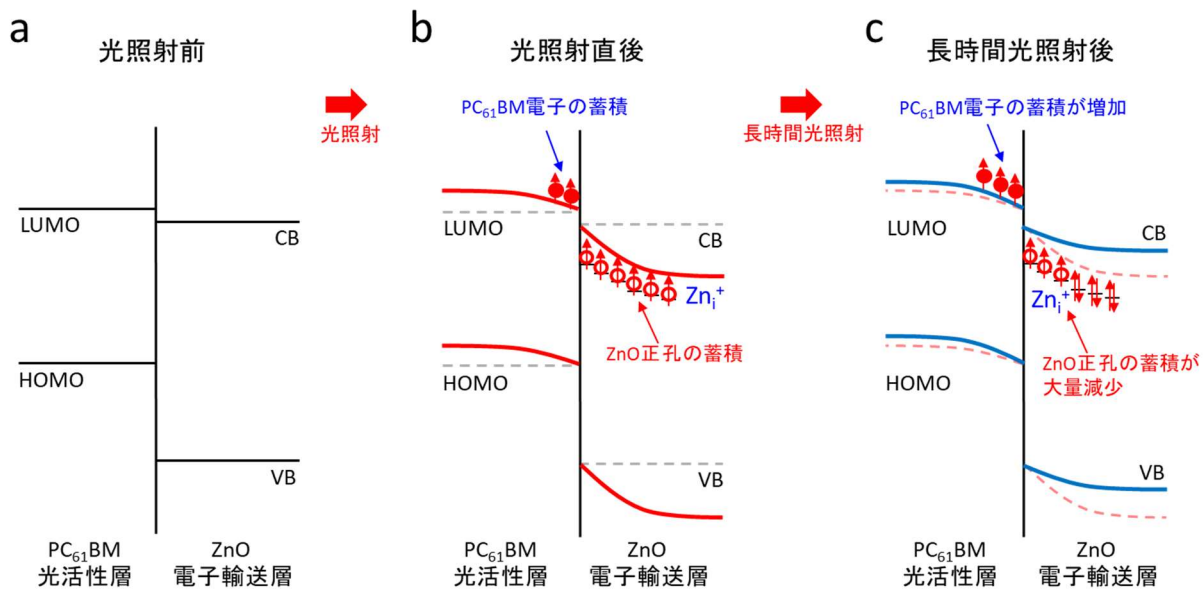 a
光照射前
LUMO
CB
HOMO
VB
PC₆₁BM
光活性層
ZnO
電子輸送層
光照射
b
光照射直後
PC₆₁BM電子の蓄積
LUMO
CB
Znᵢ⁺
ZnO正孔の蓄積
HOMO
VB
PC₆₁BM
光活性層
ZnO
電子輸送層
長時間光照射
c
長時間光照射後
PC₆₁BM電子の蓄積が増加
LUMO
CB
Znᵢ⁺
ZnO正孔の蓄積が
大量減少
HOMO
VB
PC₆₁BM
光活性層
ZnO
電子輸送層